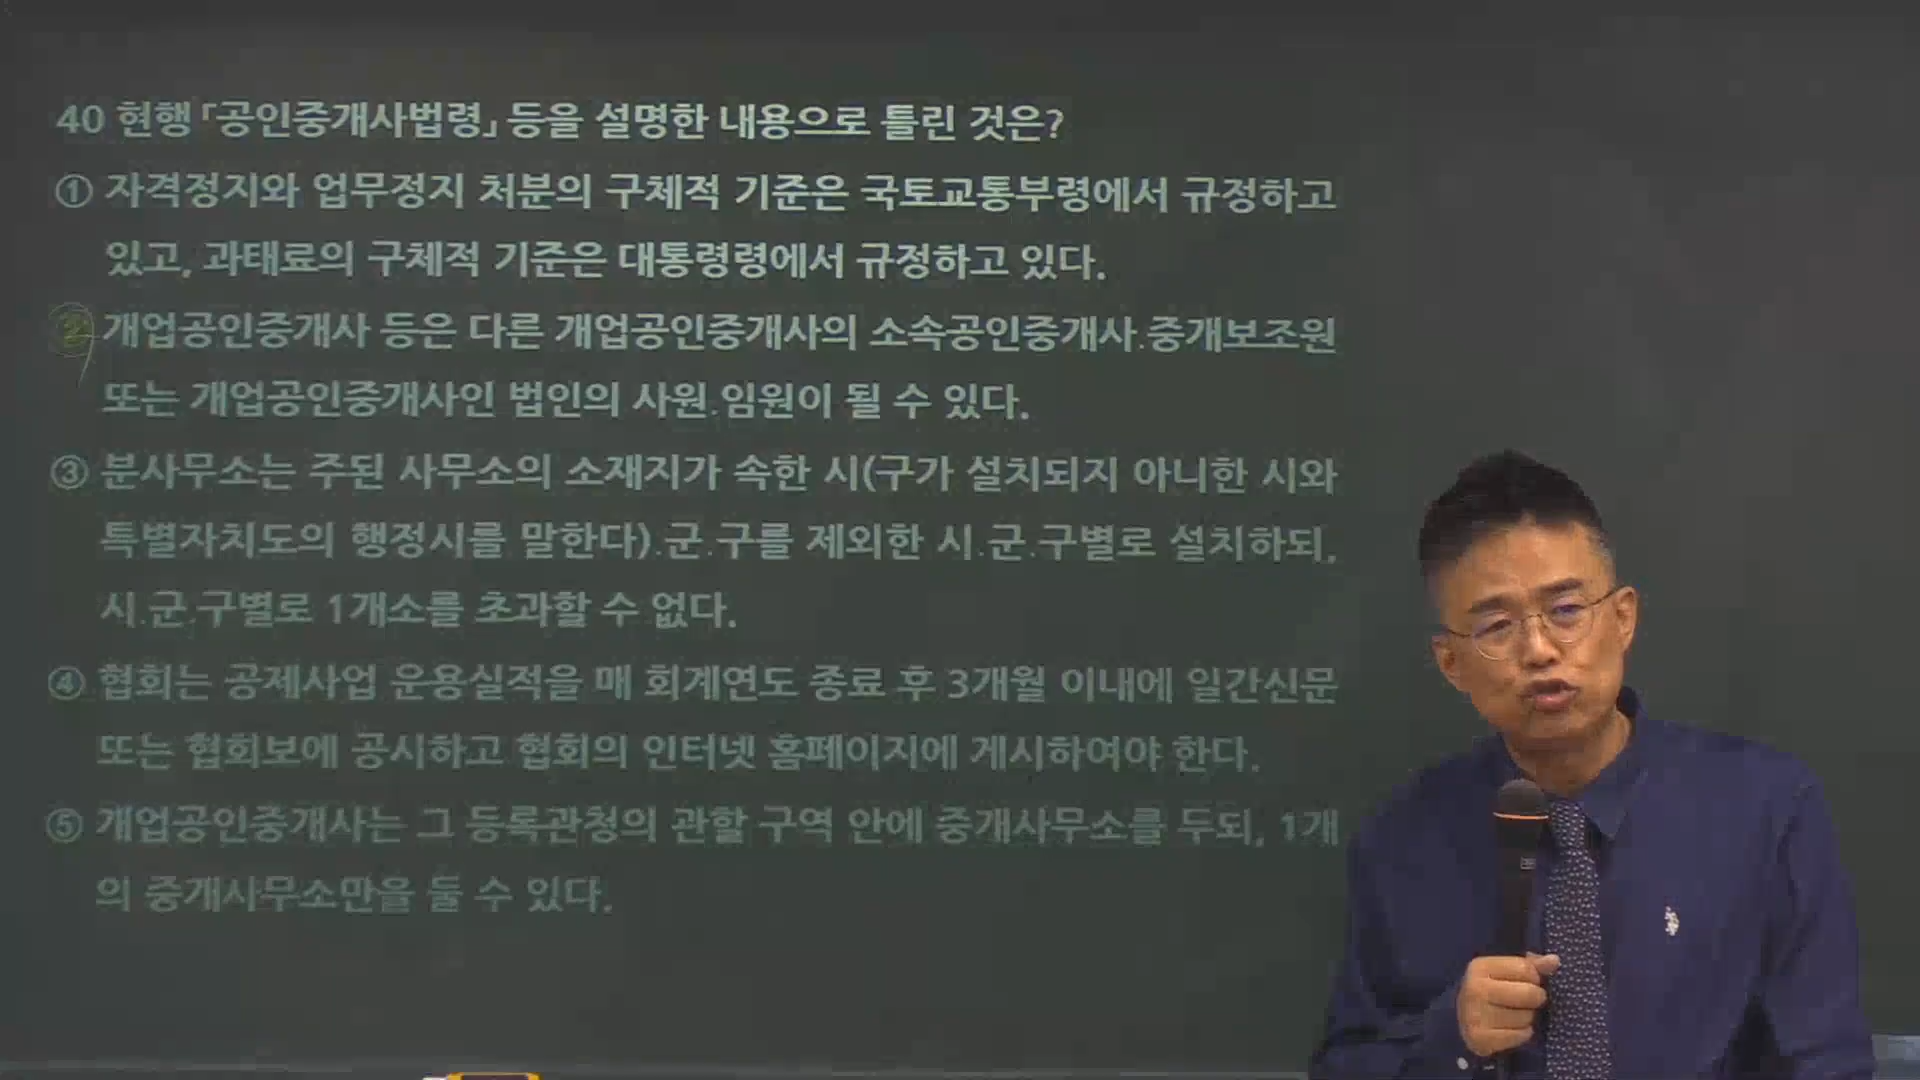 40 현행 「공인중개사법령」 등을 설명한 내용으로 틀린 것은?
① 자격정지와 업무정지 처분의 구체적 기준은 국토교통부령에서 규정하고
있고, 과태료의 구체적 기준은 대통령령에서 규정하고 있다.
② 개업공인중개사 등은 다른 개업공인중개사의 소속공인중개사.중개보조원
또는 개업공인중개사인 법인의 사원.임원이 될 수 있다.
③ 분사무소는 주된 사무소의 소재지가 속한 시(구가 설치되지 아니한 시와
특별자치도의 행정시를 말한다).군.구를 제외한 시.군.구별로 설치하되,
시.군.구별로 1개소를 초과할 수 없다.
④ 협회는 공제사업 운용실적을 매 회계연도 종료 후 3개월 이내에 일간신문
또는 협회보에 공시하고 협회의 인터넷 홈페이지에 게시하여야 한다.
⑤ 개업공인중개사는 그 등록관청의 관할 구역 안에 중개사무소를 두되, 1개
의 중개사무소만을 둘 수 있다.